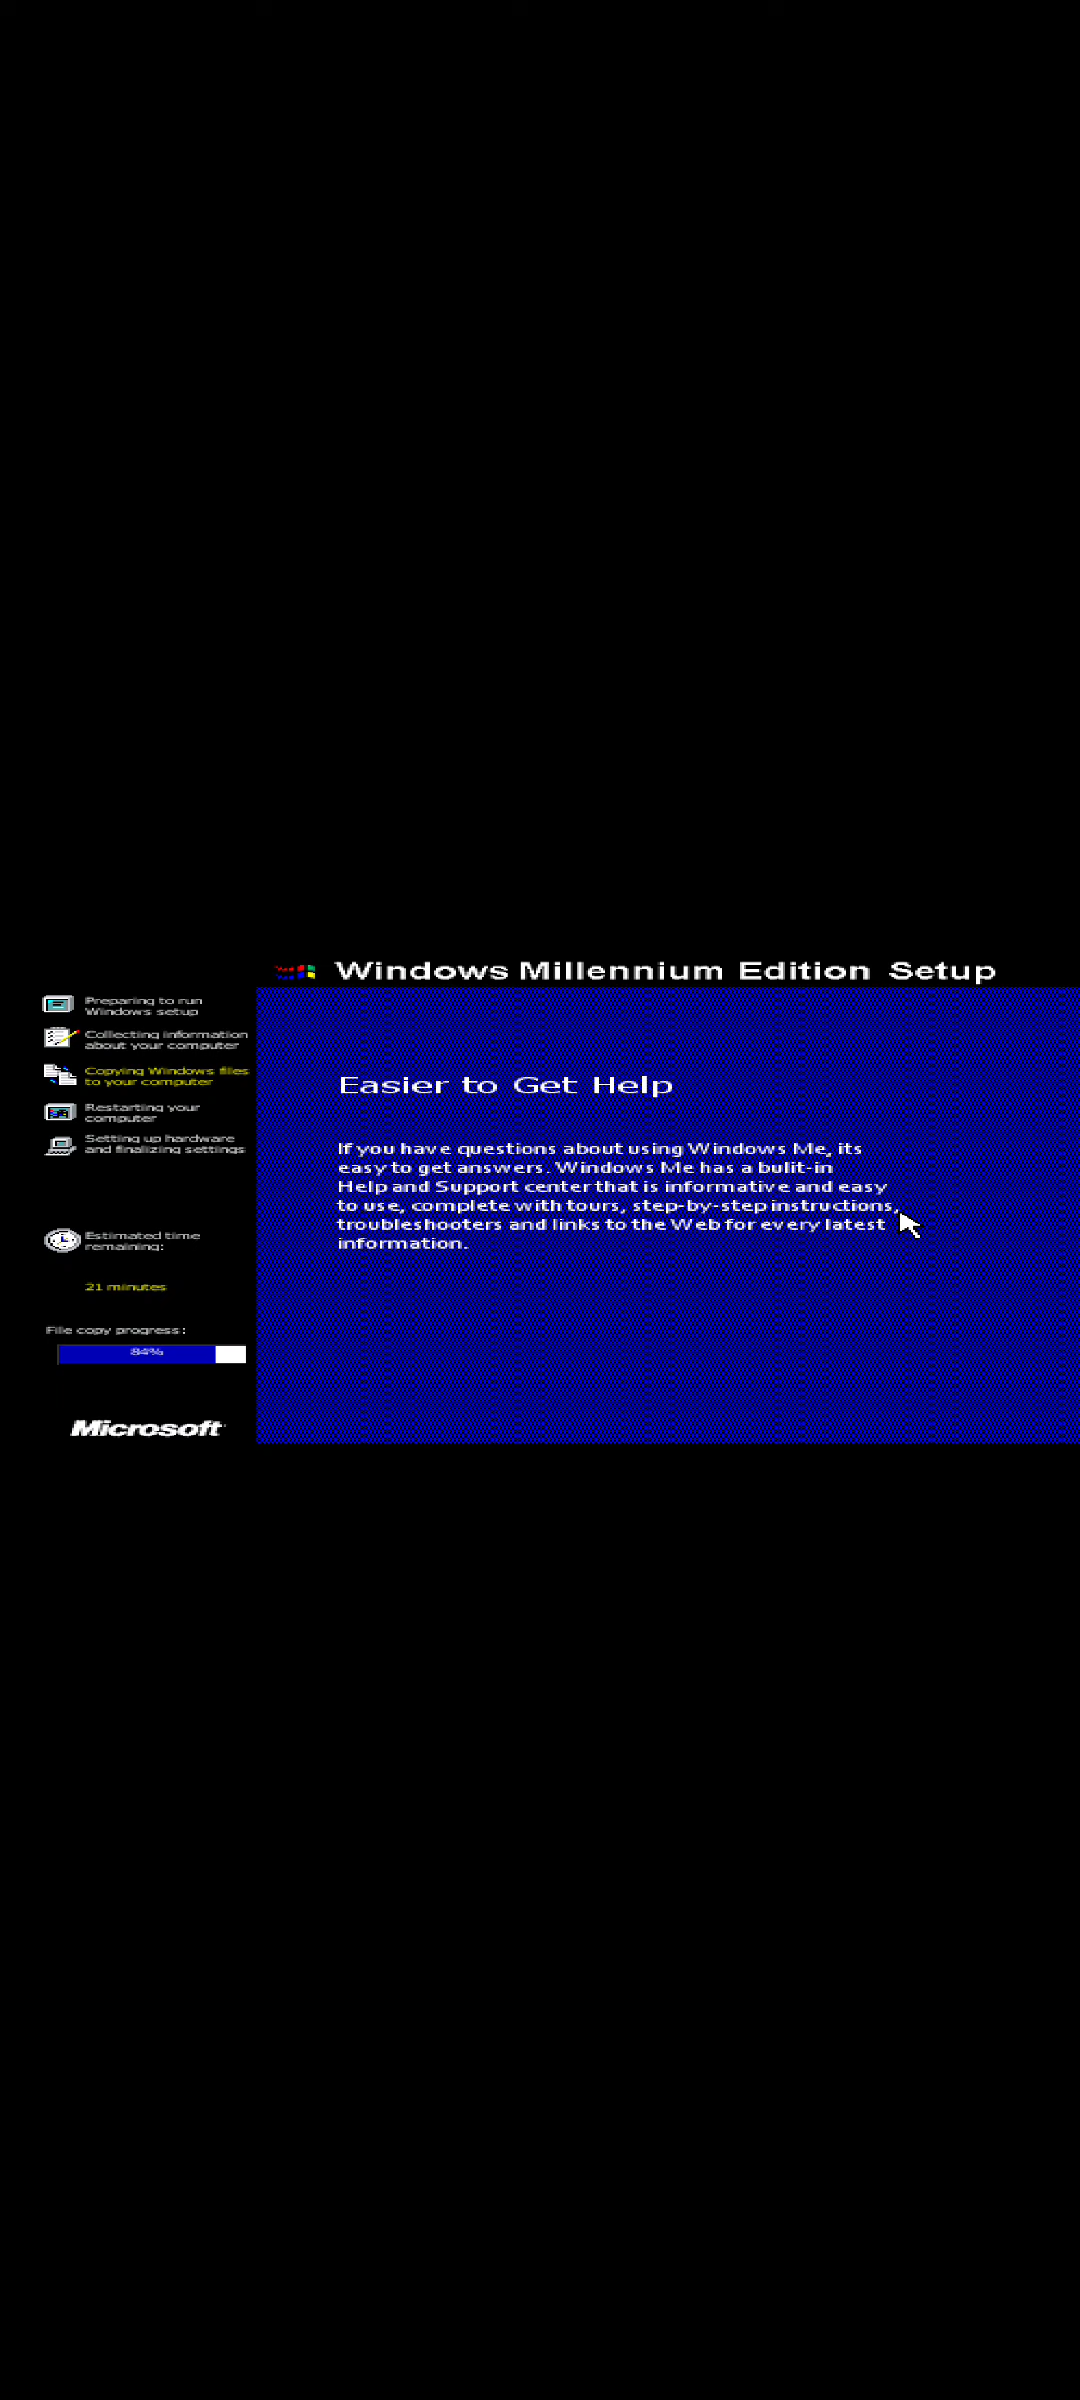 Windows Millennium Edition Setup
Preparing to run
Windows setup
Collecting information
about your computer
Copying Windows files
to your computer
Restarting your
computer
Setting up hardware
and finalizing settings
Estimated time
remaining:
21 minutes
File copy progress:
84%
Microsoft
Easier to Get Help
If you have questions about using Windows Me, its
easy to get answers. Windows Me has a bulit-in
Help and Support center that is informative and easy
to use, complete with tours, step-by-step instructions,
troubleshooters and links to the Web for every latest
information.